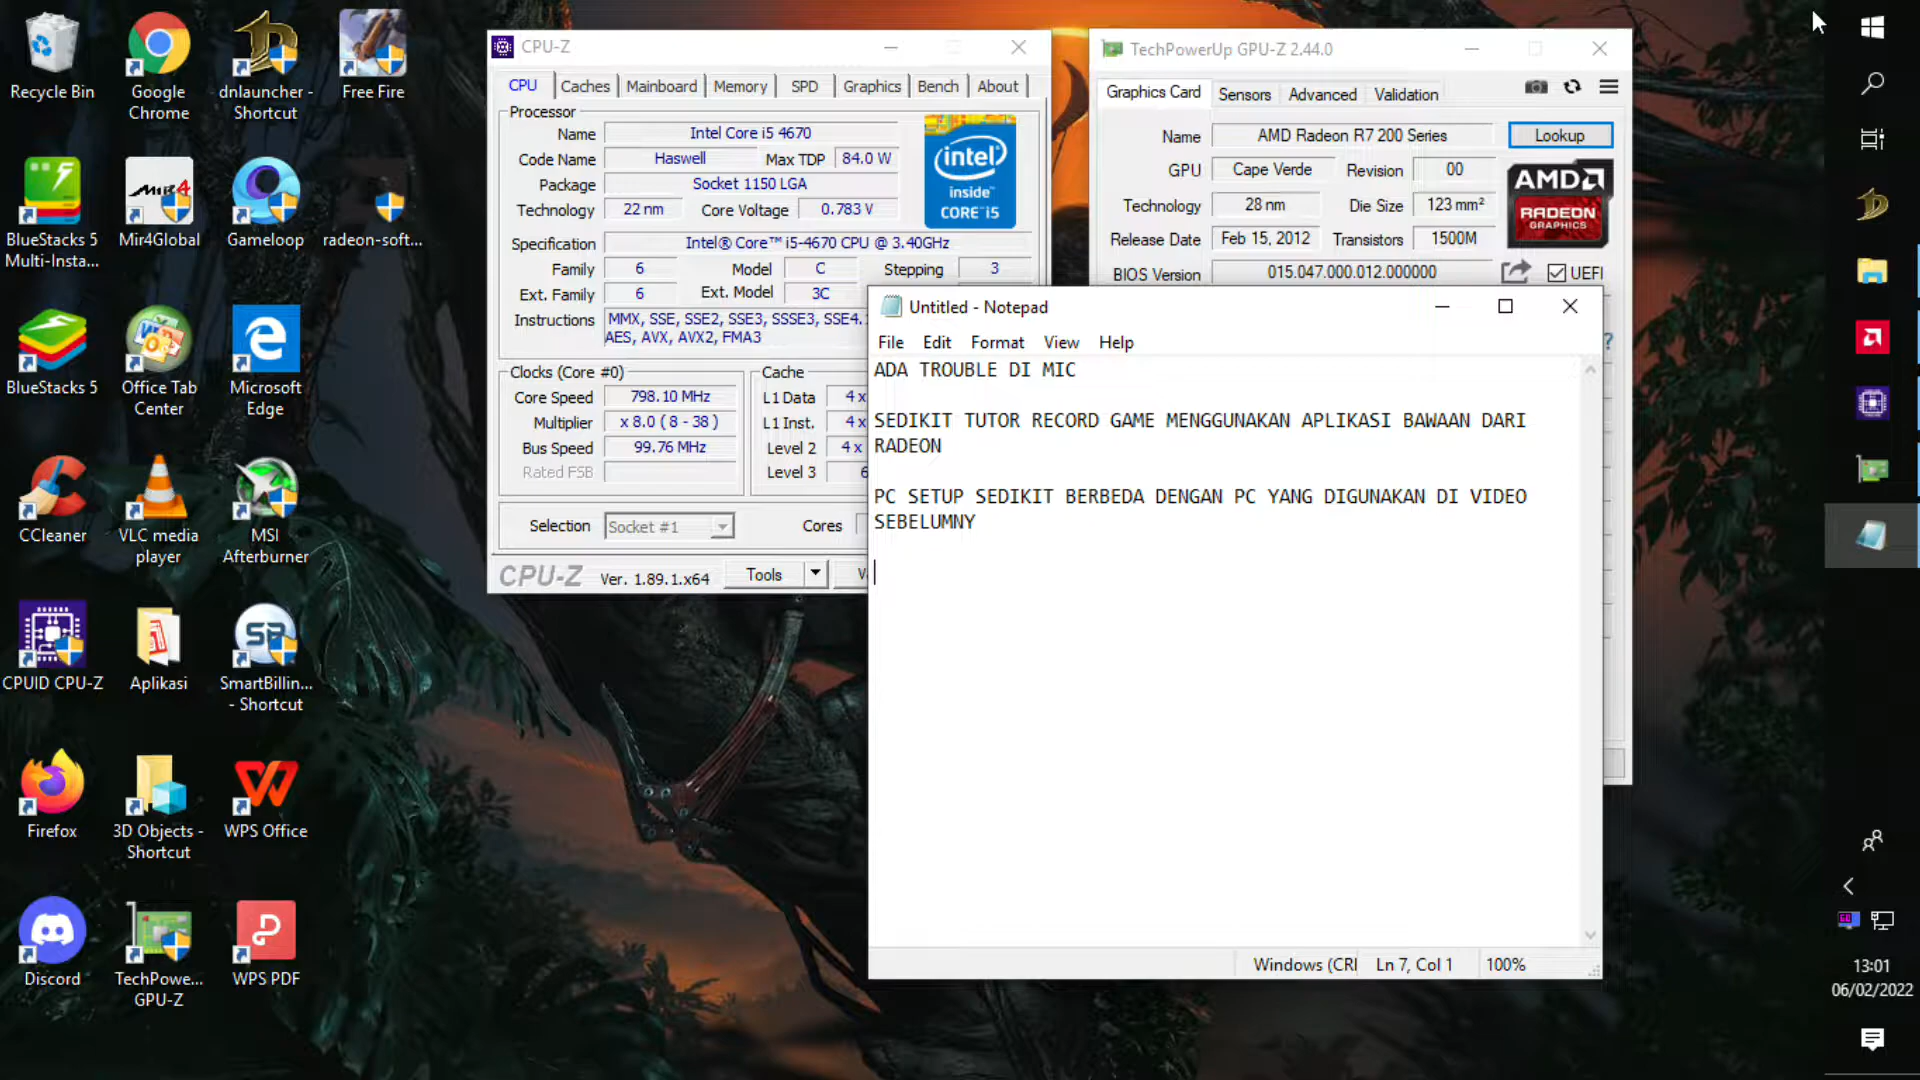 Recycle Bin
Google
Chrome
dnlauncher -
Shortcut
Free Fire
BlueStacks 5
Multi-Insta...
Mir4Global
Gameloop
radeon-soft...
BlueStacks 5
Office Tab
Center
Microsoft
Edge
CCleaner
VLC media
player
MSI
Afterburner
CPUID CPU-Z
Aplikasi
SmartBillin...
- Shortcut
Firefox
3D Objects -
Shortcut
WPS Office
Discord
TechPowe...
GPU-Z
WPS PDF
CPU-Z
CPU Caches Mainboard Memory SPD Graphics Bench About
Processor
Name Intel Core i5 4670
Code Name Haswell Max TDP 84.0 W
Package Socket 1150 LGA
Technology 22 nm Core Voltage 0.783 V
intel
inside™
CORE™ i5
Specification Intel® Core™ i5-4670 CPU @ 3.40GHz
Family 6 Model C Stepping 3
Ext. Family 6 Ext. Model 3C
Instructions MMX, SSE, SSE2, SSE3, SSSE3, SSE4.1
AES, AVX, AVX2, FMA3
Clocks (Core #0)
Core Speed 798.10 MHz
Multiplier x 8.0 ( 8 - 38 )
Bus Speed 99.76 MHz
Rated FSB
Cache
L1 Data 4 x
L1 Inst. 4 x
Level 2 4 x
Level 3 6
Selection Socket #1 Cores
CPU-Z Ver. 1.89.1.x64 Tools V
TechPowerUp GPU-Z 2.44.0
Graphics Card Sensors Advanced Validation
Name AMD Radeon R7 200 Series Lookup
GPU Cape Verde Revision 00
Technology 28 nm Die Size 123 mm²
Release Date Feb 15, 2012 Transistors 1500M
BIOS Version 015.047.000.012.000000 UEFI
AMD
RADEON
GRAPHICS
?
Untitled - Notepad
File Edit Format View Help
ADA TROUBLE DI MIC
SEDIKIT TUTOR RECORD GAME MENGGUNAKAN APLIKASI BAWAAN DARI
RADEON
PC SETUP SEDIKIT BERBEDA DENGAN PC YANG DIGUNAKAN DI VIDEO
SEBELUMNY
Windows (CRI Ln 7, Col 1 100%
13:01
06/02/2022